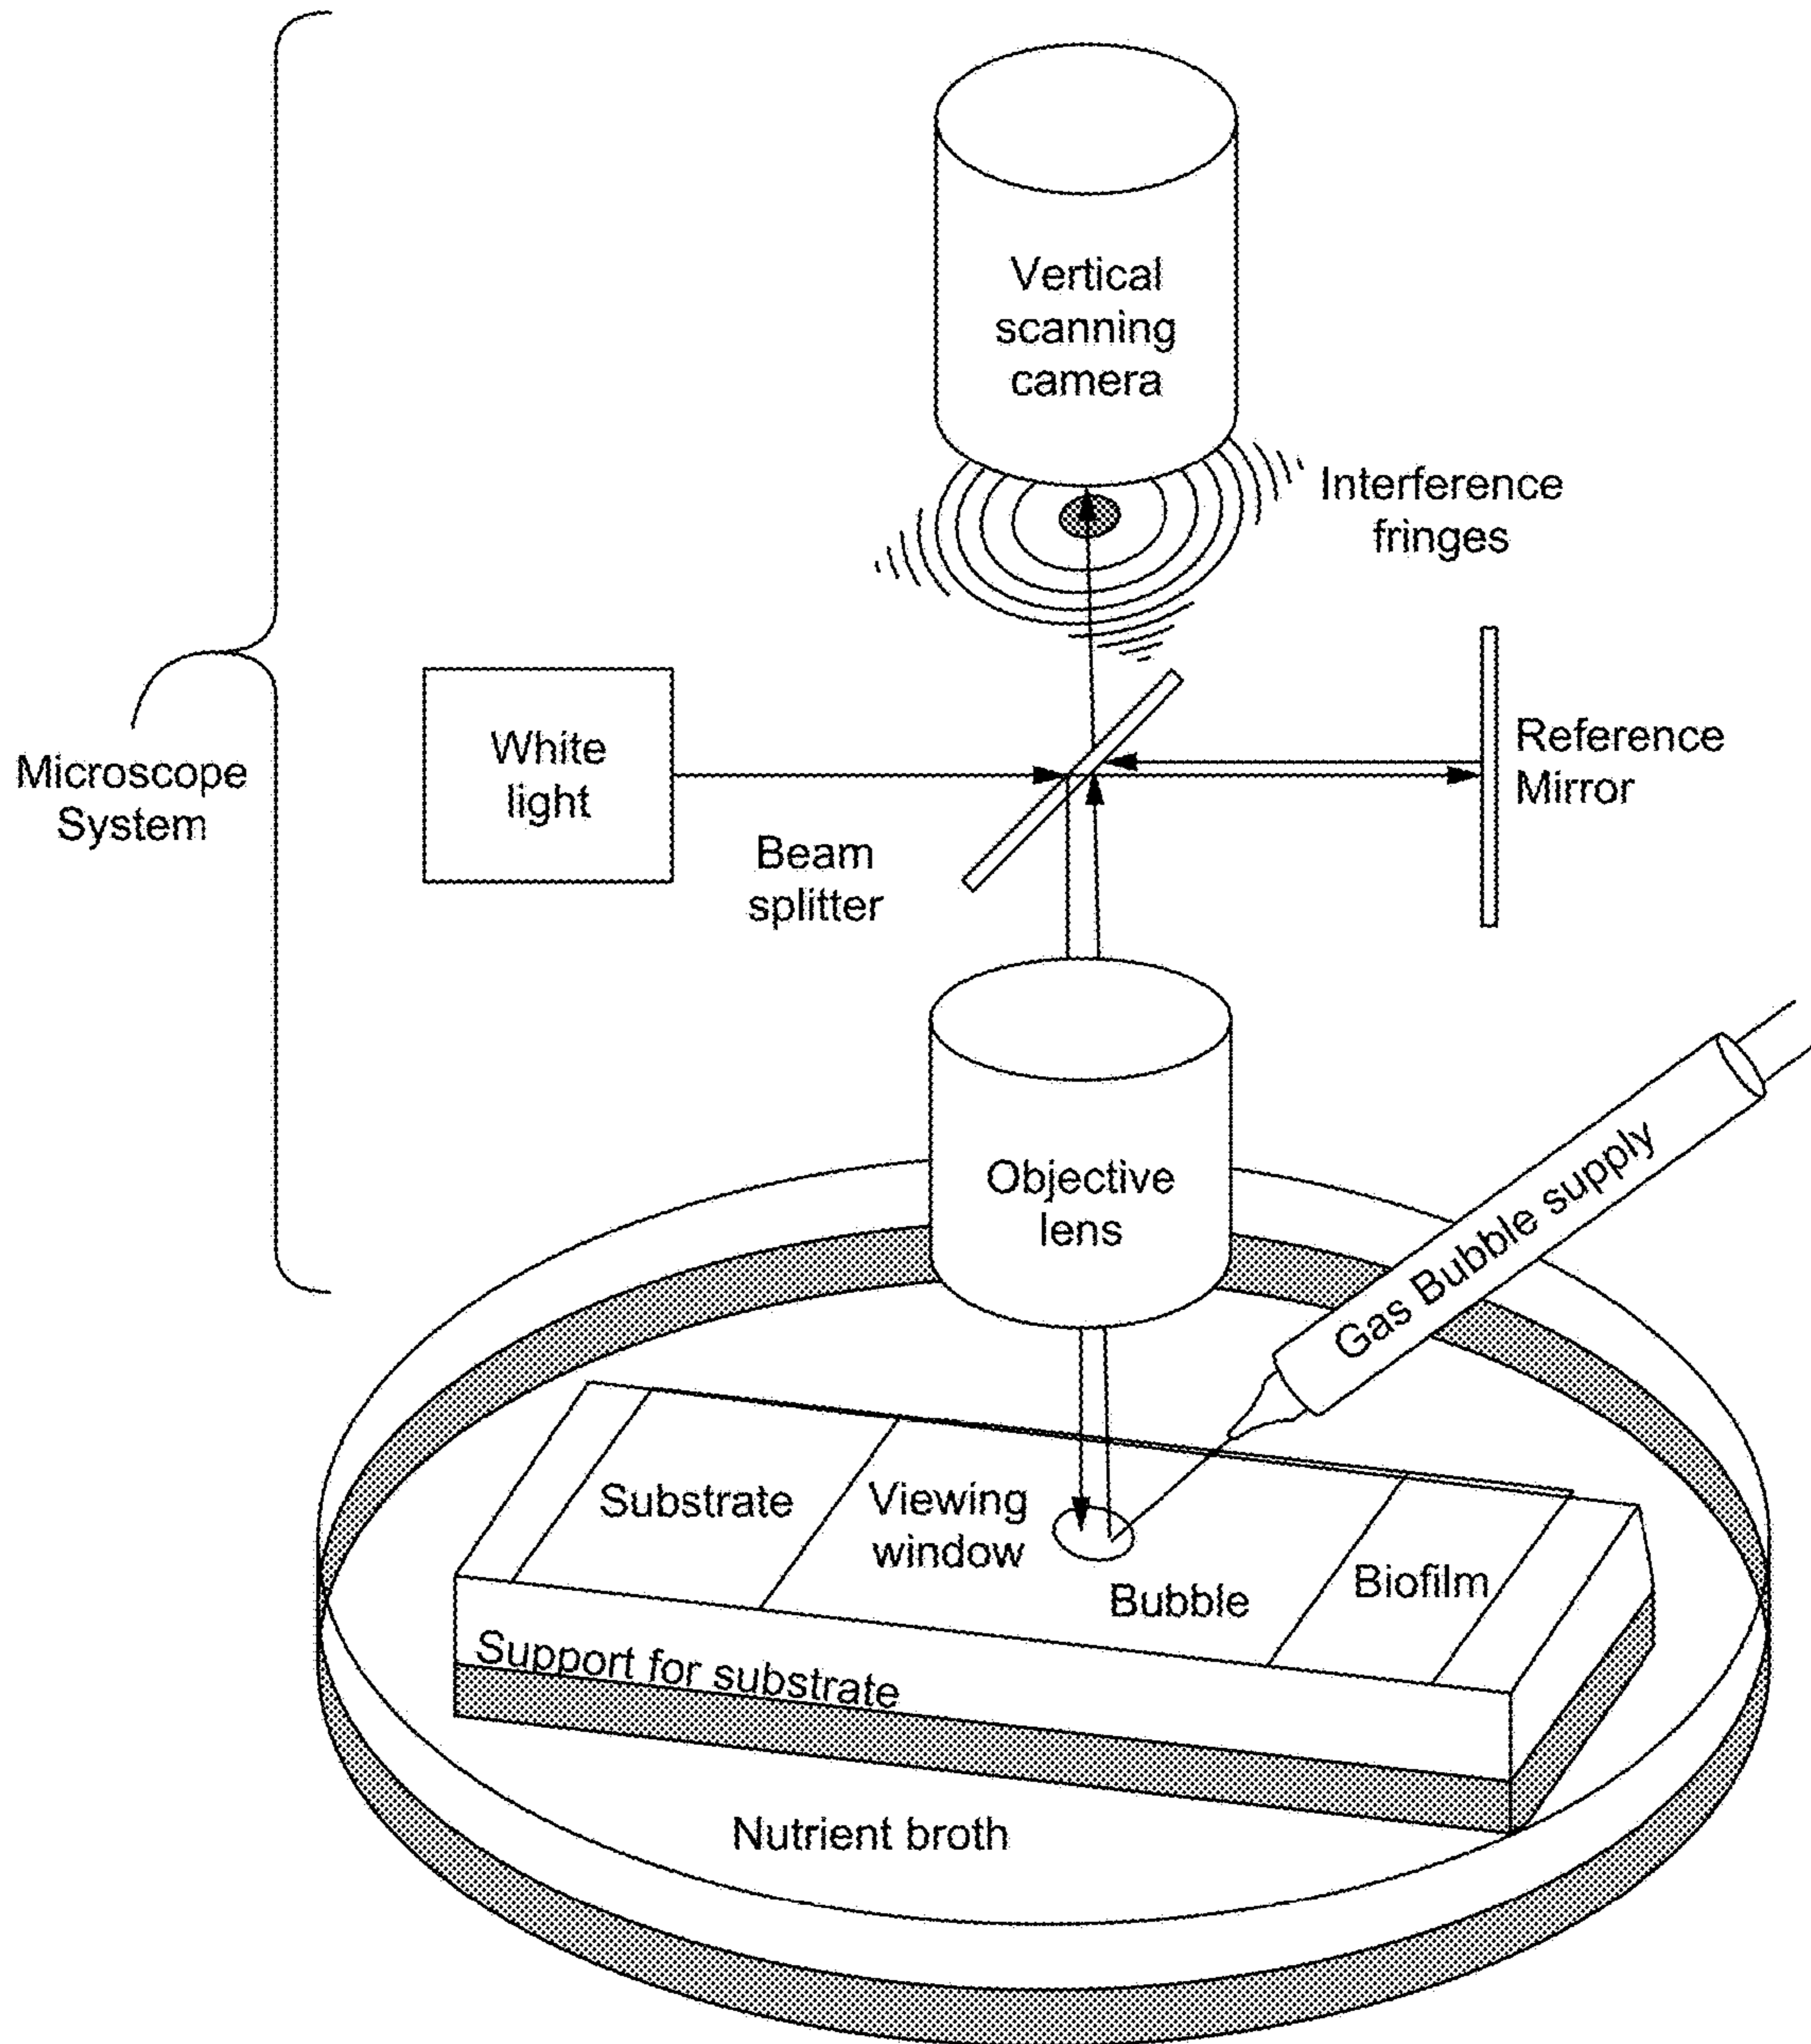 Vertical
scanning
camera
Interference
fringes
White
light
Reference
Mirror
Microscope
System
Beam
splitter
Objective
lens
Gas Bubble supply
Substrate
Viewing
window
Bubble
Biofilm
Support for substrate
Nutrient broth